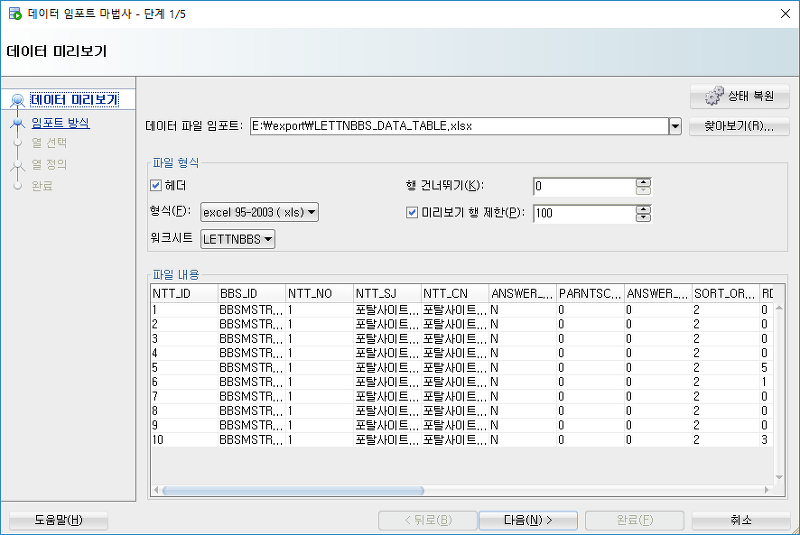 데이터 임포트 마법사 - 단계 1/5
데이터 미리보기
데이터 미리보기
임포트 방식
열 선택
열 정의
완료
상태 복원
데이터 파일 임포트: E:₩export₩LETTNBBS_DATA_TABLE.xlsx 찾아보기(R)...
파일 형식
헤더 행 건너뛰기(K): 0
형식(F): excel 95-2003 ( xls) 미리보기 행 제한(P): 100
워크시트 LETTNBBS
파일 내용
NTT_ID BBS_ID NTT_NO NTT_SJ NTT_CN ANSWER_... PARNTSC... ANSWER_... SORT_OR...
1 BBSMSTR... 1 포탈사이트... 포탈사이트... N 0 0 2 0
2 BBSMSTR... 1 포탈사이트... 포탈사이트... N 0 0 2 0
3 BBSMSTR... 1 포탈사이트... 포탈사이트... N 0 0 2 0
4 BBSMSTR... 1 포탈사이트... 포탈사이트... N 0 0 2 0
5 BBSMSTR... 1 포탈사이트... 포탈사이트... N 0 0 2 5
6 BBSMSTR... 1 포탈사이트... 포탈사이트... N 0 0 2 1
7 BBSMSTR... 1 포탈사이트... 포탈사이트... N 0 0 2 0
8 BBSMSTR... 1 포탈사이트... 포탈사이트... N 0 0 2 0
9 BBSMSTR... 1 포탈사이트... 포탈사이트... N 0 0 2 0
10 BBSMSTR... 1 포탈사이트... 포탈사이트... N 0 0 2 3
도움말(H) < 뒤로(B) 다음(N) > 완료(F) 취소